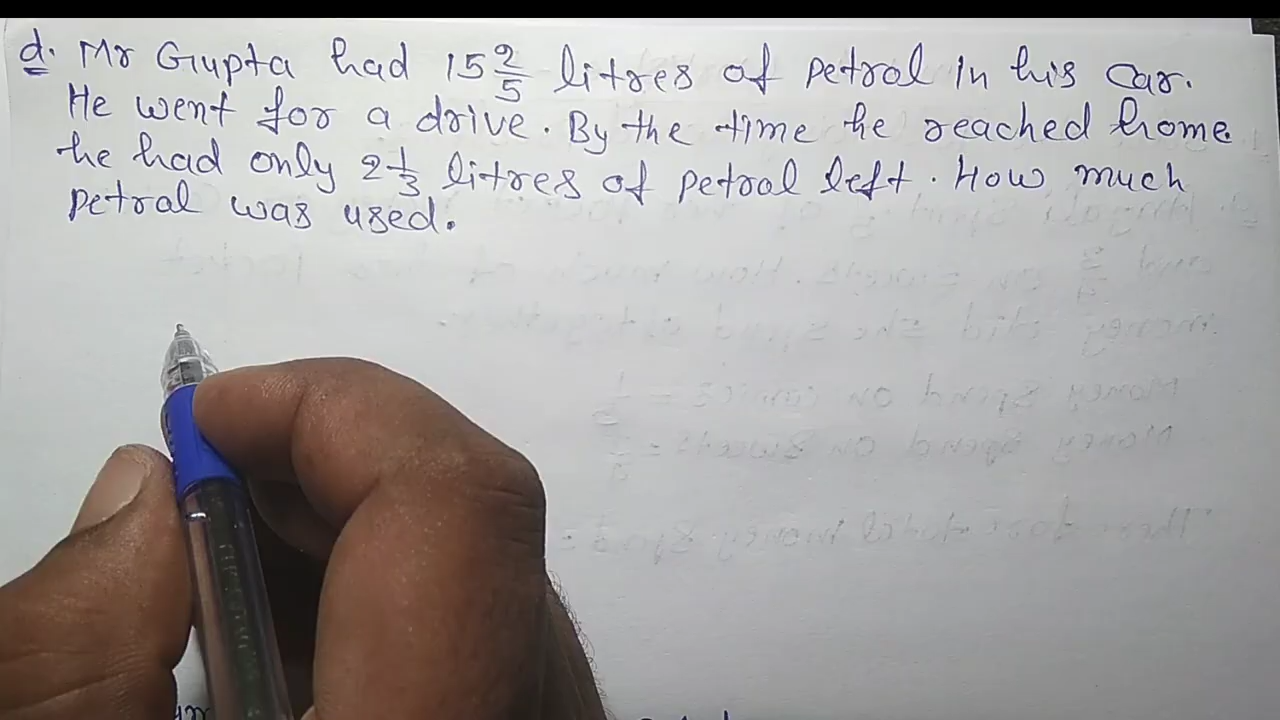 d. Mr Gupta had 15 2/5 litres of petrol in his car.
He went for a drive. By the time he reached home
he had only 2 1/3 litres of petrol left. How much
petral was used.